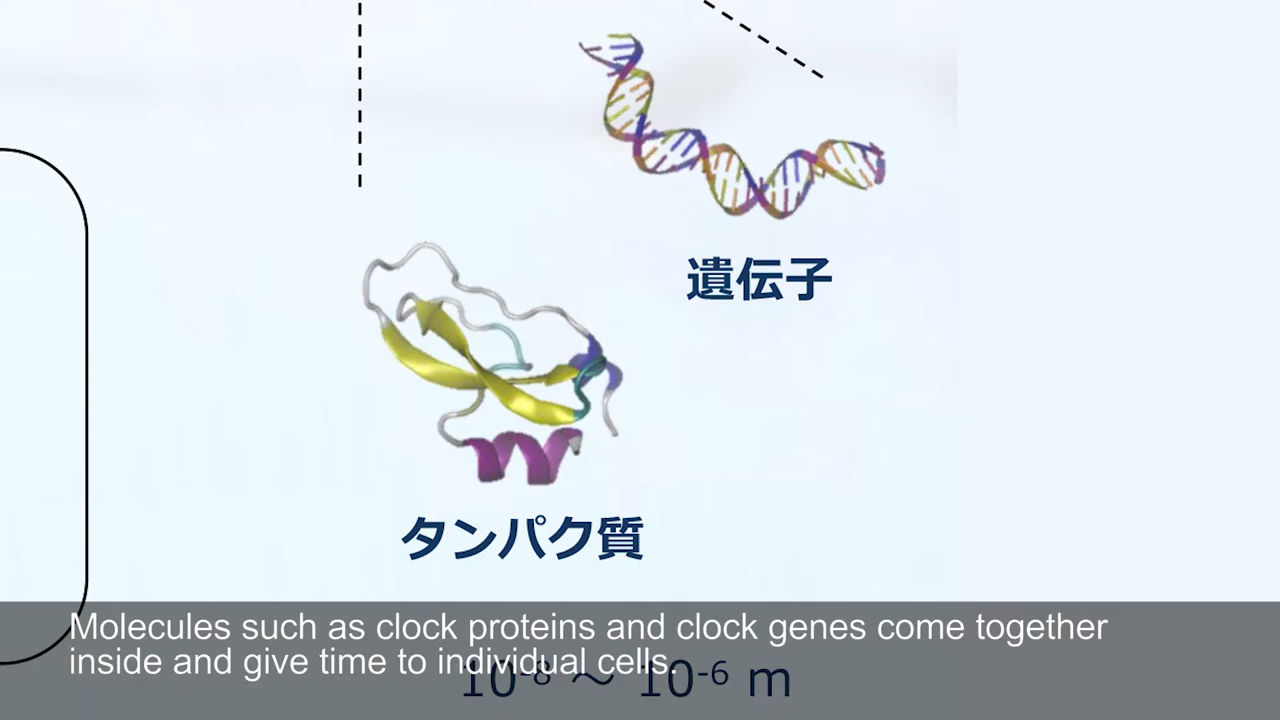 遺伝子
タンパク質
Molecules such as clock proteins and clock genes come together
inside and give time to individual cells.
10-8 ～ 10-6 m